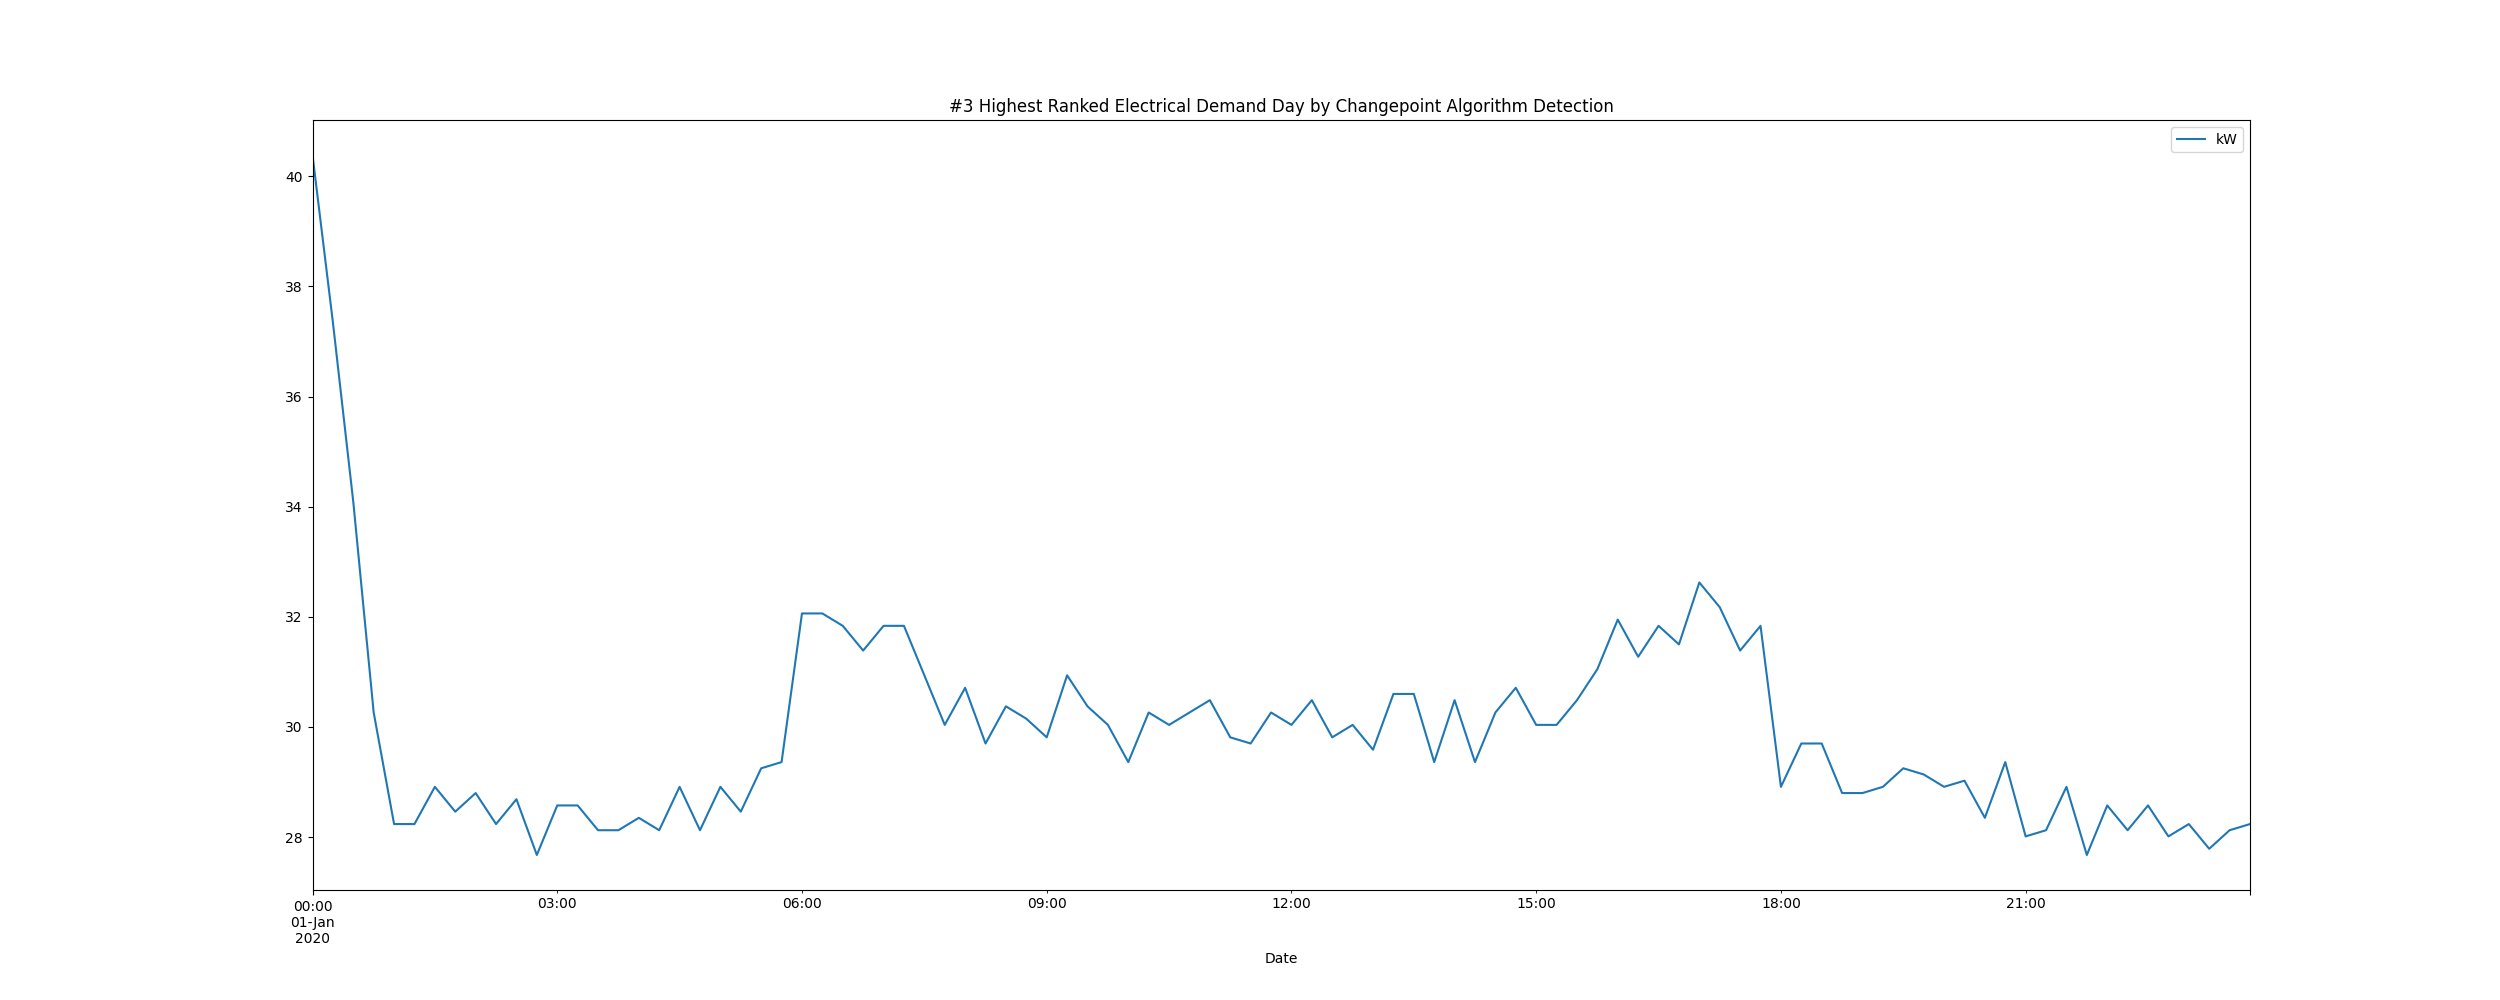 #3 Highest Ranked Electrical Demand Day by Changepoint Algorithm Detection
kW
40
38
36
34
32
30
28
00:00 03:00 06:00 09:00 12:00 15:00 18:00 21:00
01-Jan
2020
Date